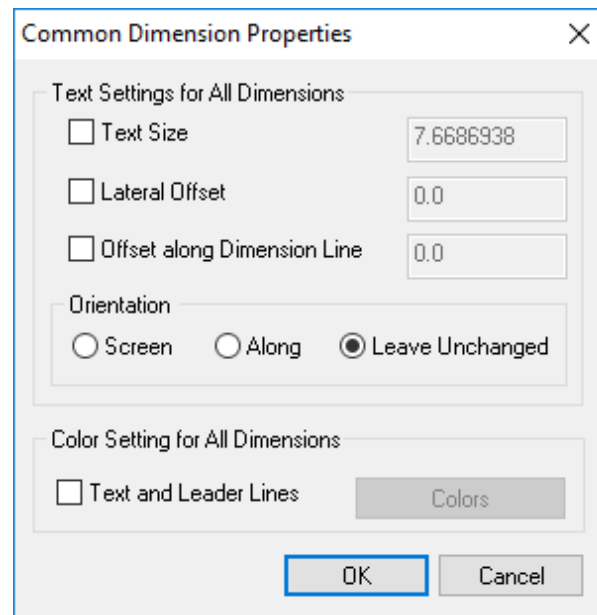 Common Dimension Properties
Text Settings for All Dimensions
Text Size 7.6686938
Lateral Offset 0.0
Offset along Dimension Line 0.0
Orientation
Screen Along Leave Unchanged
Color Setting for All Dimensions
Text and Leader Lines Colors
OK Cancel